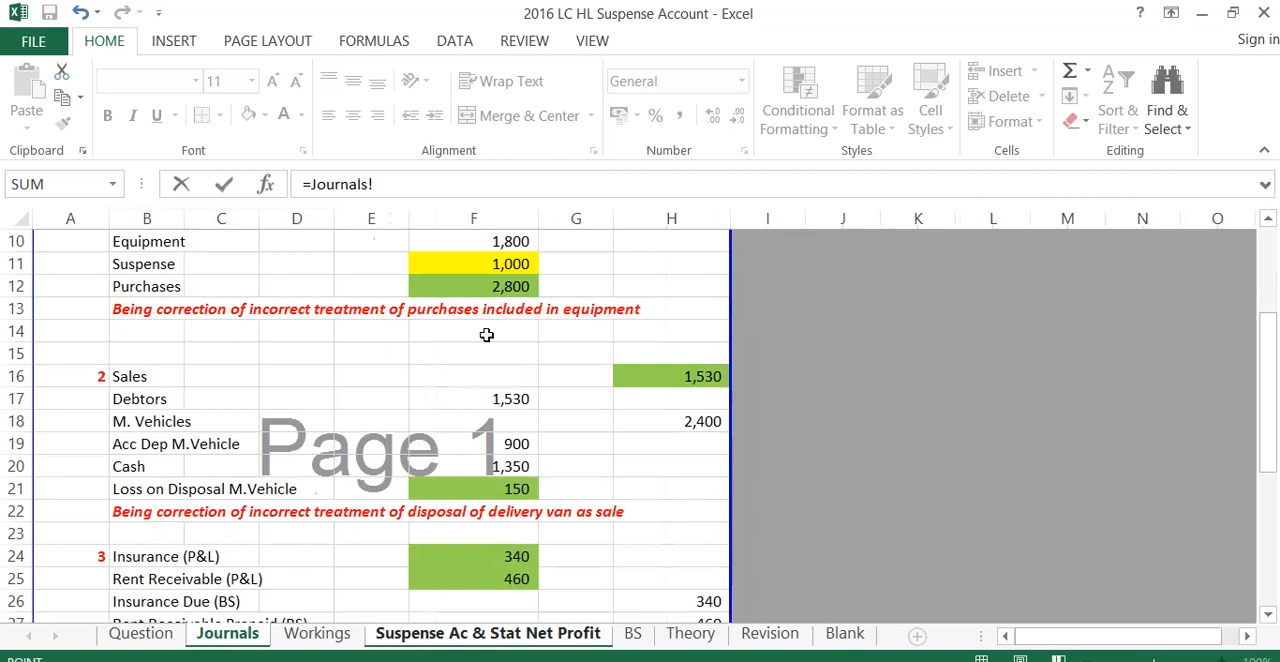 2016 LC HL Suspense Account - Excel
?
FILE HOME INSERT PAGE LAYOUT FORMULAS DATA REVIEW VIEW Sign in
11 Wrap Text General Insert
Paste Conditional Format as Cell Delete Sort & Find &
B I U A Merge & Center % , Formatting Table Styles Format Filter Select
Clipboard Font Alignment Number Styles Cells Editing
SUM =Journals!
A B C D E F G H I J K L M N O
10 Equipment 1,800
11 Suspense 1,000
12 Purchases 2,800
13 Being correction of incorrect treatment of purchases included in equipment
14
15
16 2 Sales 1,530
17 Debtors 1,530
18 M. Vehicles 2,400
19 Acc Dep M.Vehicle 900
Page 1
20 Cash 1,350
21 Loss on Disposal M.Vehicle 150
22 Being correction of incorrect treatment of disposal of delivery van as sale
23
24 3 Insurance (P&L) 340
25 Rent Receivable (P&L) 460
26 Insurance Due (BS) 340
27 Rent Receivable Prepaid (BS) 460
Question Journals Workings Suspense Ac & Stat Net Profit BS Theory Revision Blank
POINT 100%